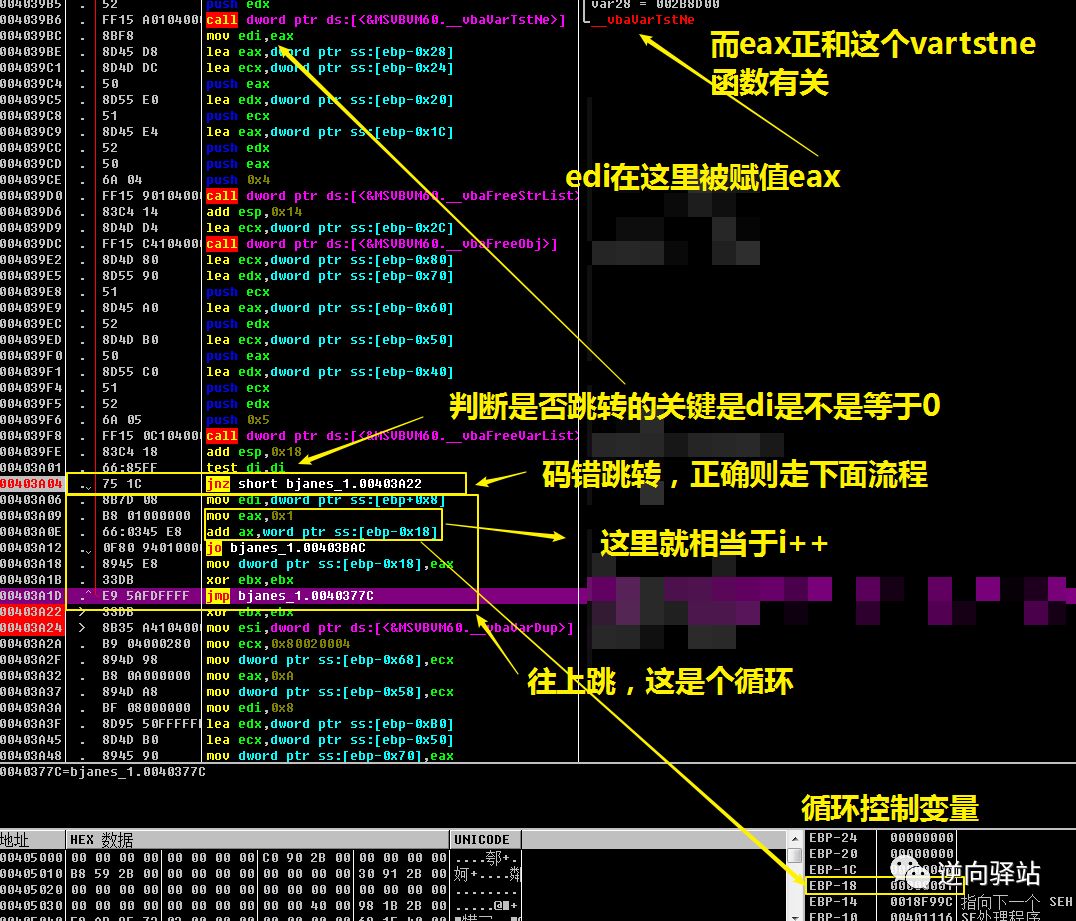 004039B5 . 52 push edx var28 = 002B8D00
004039B6 . FF15 A0104000 call dword ptr ds:[<&MSVBVM60.__vbaVarTstNe>] __vbaVarTstNe
004039BC . 8BF8 mov edi,eax
004039BE . 8D45 D8 lea eax,dword ptr ss:[ebp-0x28]
004039C1 . 8D4D DC lea ecx,dword ptr ss:[ebp-0x24]
004039C4 . 50 push eax
004039C5 . 8D55 E0 lea edx,dword ptr ss:[ebp-0x20]
004039C8 . 51 push ecx
004039C9 . 8D45 E4 lea eax,dword ptr ss:[ebp-0x1C]
004039CC . 52 push edx
004039CD . 50 push eax
004039CE . 6A 04 push 0x4
004039D0 . FF15 90104000 call dword ptr ds:[<&MSVBVM60.__vbaFreeStrList>
004039D6 . 83C4 14 add esp,0x14
004039D9 . 8D4D D4 lea ecx,dword ptr ss:[ebp-0x2C]
004039DC . FF15 C4104000 call dword ptr ds:[<&MSVBVM60.__vbaFreeObj>]
004039E2 . 8D4D 80 lea ecx,dword ptr ss:[ebp-0x80]
004039E5 . 8D55 90 lea edx,dword ptr ss:[ebp-0x70]
004039E8 . 51 push ecx
004039E9 . 8D45 A0 lea eax,dword ptr ss:[ebp-0x60]
004039EC . 52 push edx
004039ED . 8D4D B0 lea ecx,dword ptr ss:[ebp-0x50]
004039F0 . 50 push eax
004039F1 . 8D55 C0 lea edx,dword ptr ss:[ebp-0x40]
004039F4 . 51 push ecx
004039F5 . 52 push edx
004039F6 . 6A 05 push 0x5
004039F8 . FF15 0C104000 call dword ptr ds:[<&MSVBVM60.__vbaFreeVarList>
004039FE . 83C4 18 add esp,0x18
00403A01 . 66:85FF test di,di
00403A04 . 75 1C jnz short bjanes_1.00403A22
00403A06 . 8B7D 08 mov edi,dword ptr ss:[ebp+0x8]
00403A09 . B8 01000000 mov eax,0x1
00403A0E . 66:0345 E8 add ax,word ptr ss:[ebp-0x18]
00403A12 . 0F80 94010000 jo bjanes_1.00403BAC
00403A18 . 8945 E8 mov dword ptr ss:[ebp-0x18],eax
00403A1B . 33DB xor ebx,ebx
00403A1D .^ E9 5AFDFFFF jmp bjanes_1.0040377C
00403A22 > 33DB xor ebx,ebx
00403A24 > 8B35 A4104000 mov esi,dword ptr ds:[<&MSVBVM60.__vbaVarDup>]
00403A2A . B9 04000280 mov ecx,0x80020004
00403A2F . 894D 98 mov dword ptr ss:[ebp-0x68],ecx
00403A32 . B8 0A000000 mov eax,0xA
00403A37 . 894D A8 mov dword ptr ss:[ebp-0x58],ecx
00403A3A . BF 08000000 mov edi,0x8
00403A3F . 8D95 50FFFFFF lea edx,dword ptr ss:[ebp-0xB0]
00403A45 . 8D4D B0 lea ecx,dword ptr ss:[ebp-0x50]
00403A48 . 8945 90 mov dword ptr ss:[ebp-0x70],eax
0040377C=bjanes_1.0040377C
而eax正和这个vartstne
函数有关
edi在这里被赋值eax
判断是否跳转的关键是di是不是等于0
码错跳转，正确则走下面流程
这里就相当于i++
往上跳，这是个循环
循环控制变量
地址 HEX 数据 UNICODE
00405000 00 00 00 00 00 00 00 00 C0 90 2B 00 00 00 00 00
00405010 B8 59 2B 00 00 00 00 00 00 00 00 00 30 91 2B 00
00405020 00 00 00 00 00 00 00 00 00 00 00 00 00 00 00 00
00405030 00 00 00 00 00 00 00 00 00 00 40 00 98 1B 2B 00
EBP-24 00000000
EBP-20 00000000
EBP-1C
EBP-18
EBP-14 0018F99C 指向下一个 SEH
EBP-10 00401116 SE处理程序
逆向驿站